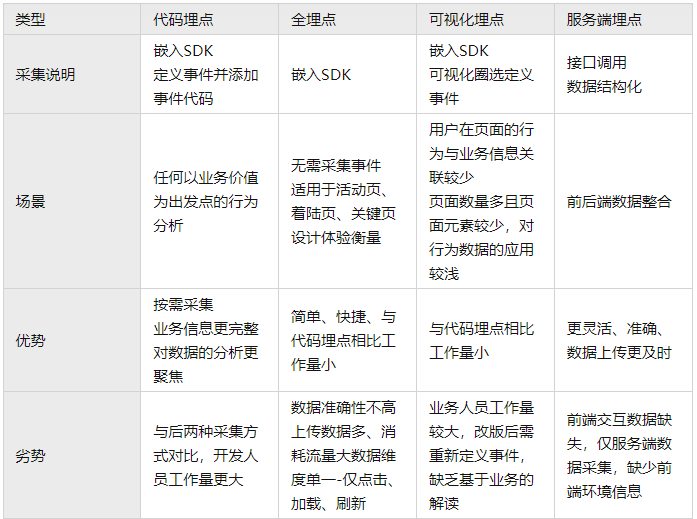 类型
代码埋点
全埋点
可视化埋点
服务端埋点
采集说明
嵌入SDK
定义事件并添加
事件代码
嵌入SDK
嵌入SDK
可视化圈选定义
事件
接口调用
数据结构化
场景
任何以业务价值
为出发点的行为
分析
无需采集事件
适用于活动页、
着陆页、关键页
设计体验衡量
用户在页面的行
为与业务信息关
联较少
页面数量多且页
面元素较少，对
行为数据的应用
较浅
前后端数据整合
优势
按需采集
业务信息更完整
对数据的分析更
聚焦
简单、快捷、与
代码埋点相比工
作量小
与代码埋点相比
工作量小
更灵活、准确、
数据上传更及时
劣势
与后两种采集方
式对比，开发人
员工作量更大
数据准确性不高
上传数据多、消
耗流量大数据维
度单一-仅点击、
加载、刷新
业务人员工作量
较大，改版后需
重新定义事件，
缺乏基于业务的
解读
前端交互数据缺
失，仅服务端数
据采集，缺少前
端环境信息